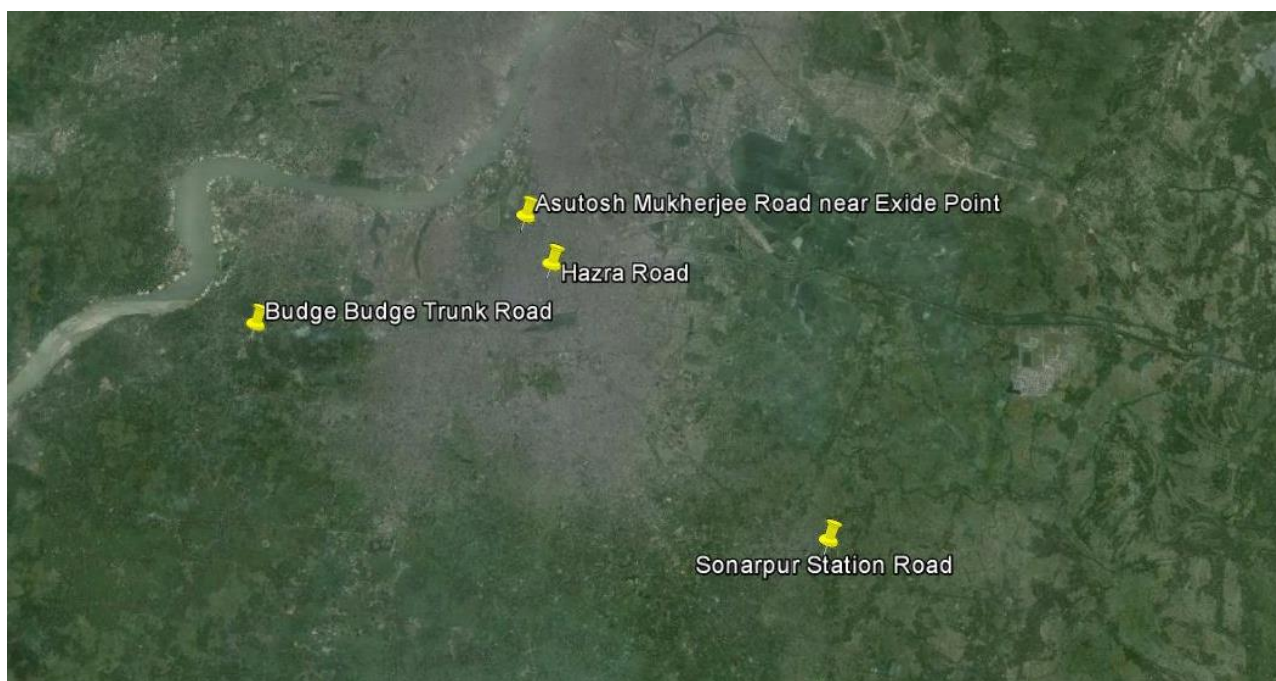 Asutosh Mukherjee Road near Exide Point
Hazra Road
Budge Budge Trunk Road
Sonarpur Station Road